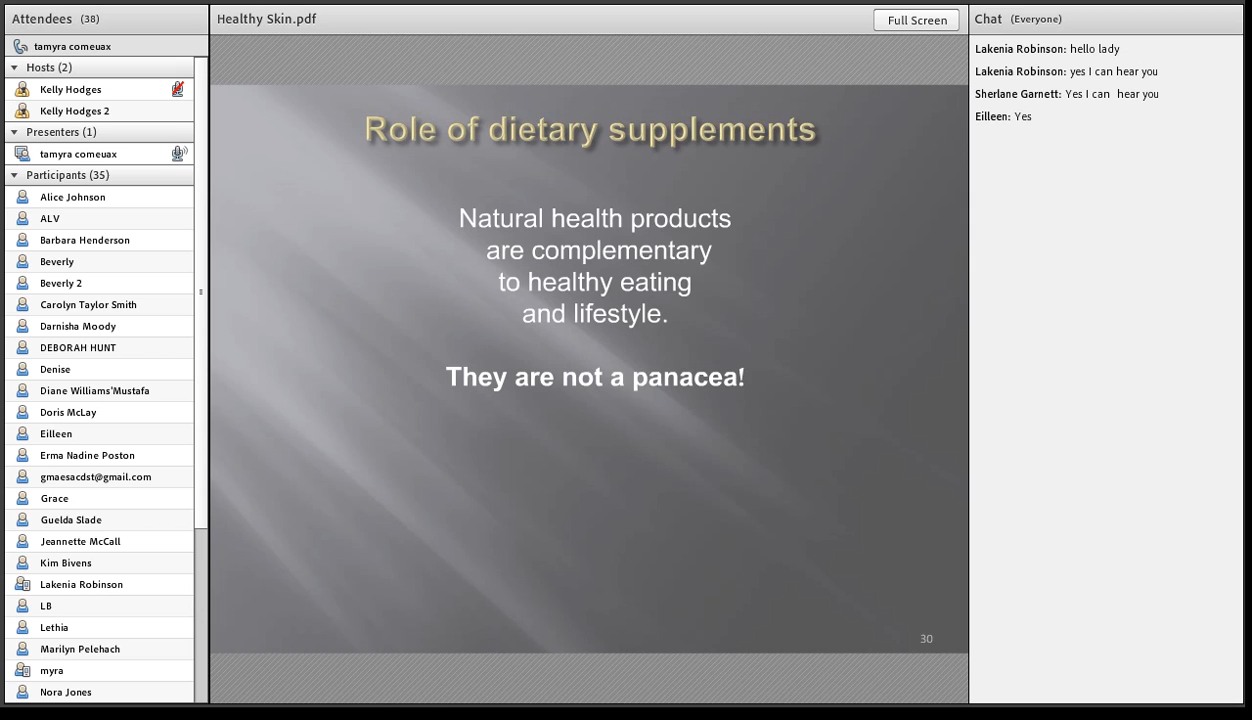 Attendees (38)
tamyra comeuax
Hosts (2)
Kelly Hodges
Kelly Hodges 2
Presenters (1)
tamyra comeuax
Participants (35)
Alice Johnson
ALV
Barbara Henderson
Beverly
Beverly 2
Carolyn Taylor Smith
Darnisha Moody
DEBORAH HUNT
Denise
Diane Williams'Mustafa
Doris McLay
Eilleen
Erma Nadine Poston
gmaesacdst@gmail.com
Grace
Guelda Slade
Jeannette McCall
Kim Bivens
Lakenia Robinson
LB
Lethia
Marilyn Pelehach
myra
Nora Jones
Healthy Skin.pdf
Full Screen
Role of dietary supplements
Natural health products
are complementary
to healthy eating
and lifestyle.
They are not a panacea!
30
Chat (Everyone)
Lakenia Robinson: hello lady
Lakenia Robinson: yes I can hear you
Sherlane Garnett: Yes I can hear you
Eilleen: Yes